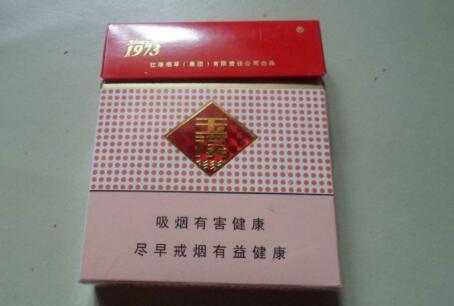 SINCE
1973
®
红塔烟草（集团）有限责任公司出品
玉溪
吸烟有害健康
尽早戒烟有益健康